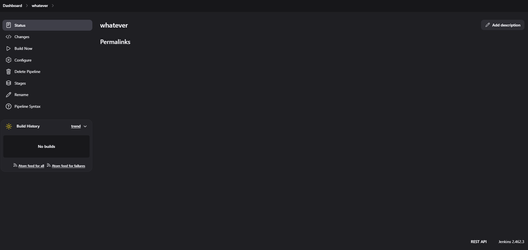 Dashboard > whatever >
Status
Changes
Build Now
Configure
Delete Pipeline
Stages
Rename
Pipeline Syntax
Build History trend
No builds
Atom feed for all Atom feed for failures
whatever
Add description
Permalinks
REST API Jenkins 2.462.3